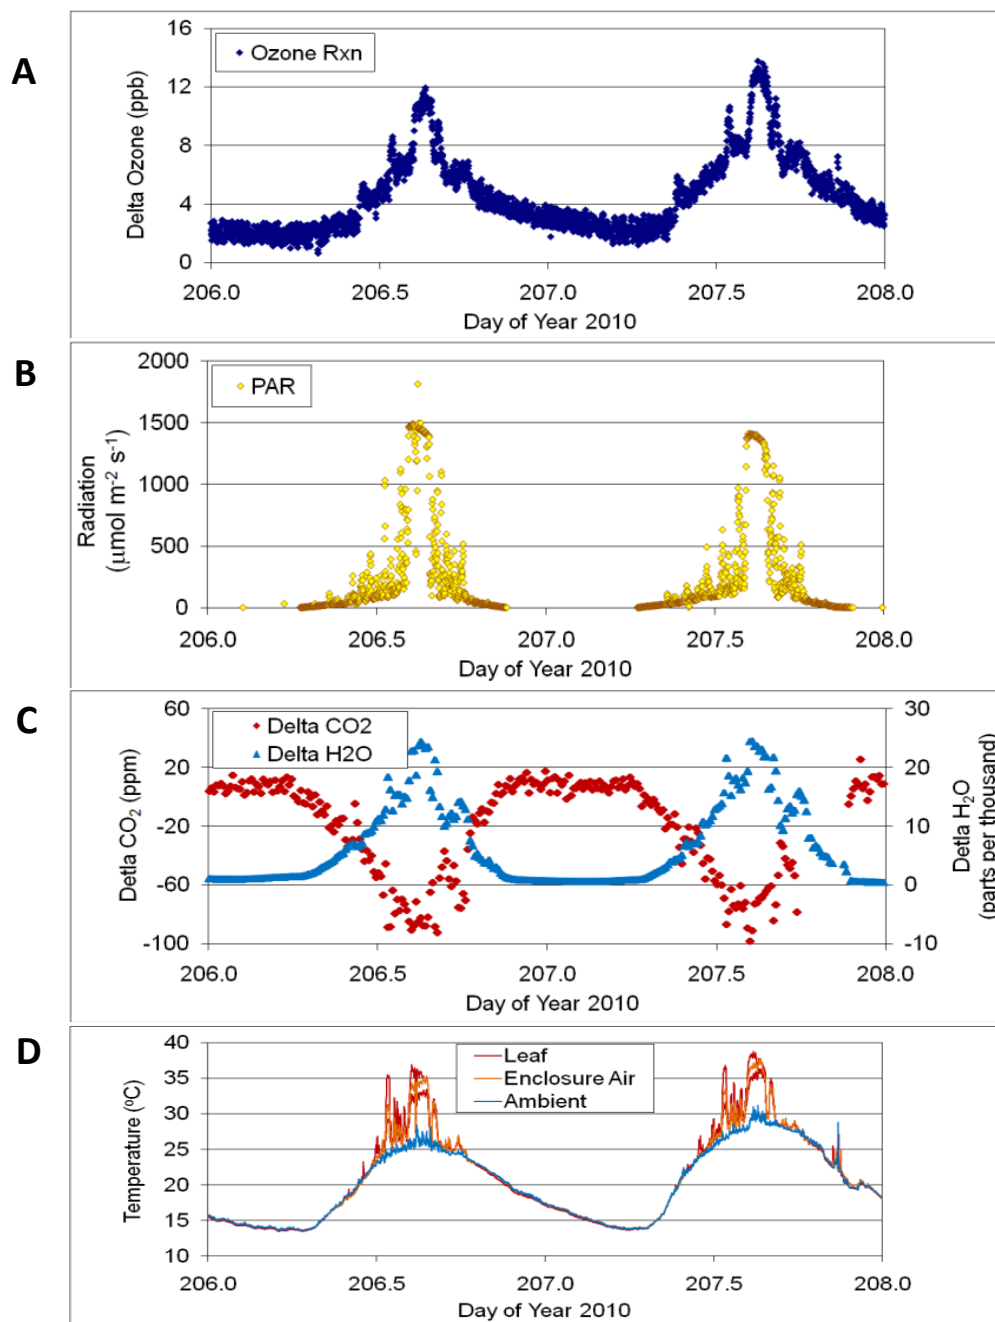 A
Delta Ozone (ppb)
16
12
8
4
0
Ozone Rxn
206.0 206.5 207.0 207.5 208.0
Day of Year 2010
B
Radiation
(µmol m-2 s-1)
2000
1500
1000
500
0
PAR
206.0 206.5 207.0 207.5 208.0
Day of Year 2010
C
Detla CO2 (ppm)
60
20
-20
-60
-100
Delta CO2
Delta H2O
30
20
10
0
-10
Detla H2O
(parts per thousand)
206.0 206.5 207.0 207.5 208.0
Day of Year 2010
D
Temperature (ºC)
40
35
30
25
20
15
10
Leaf
Enclosure Air
Ambient
206.0 206.5 207.0 207.5 208.0
Day of Year 2010